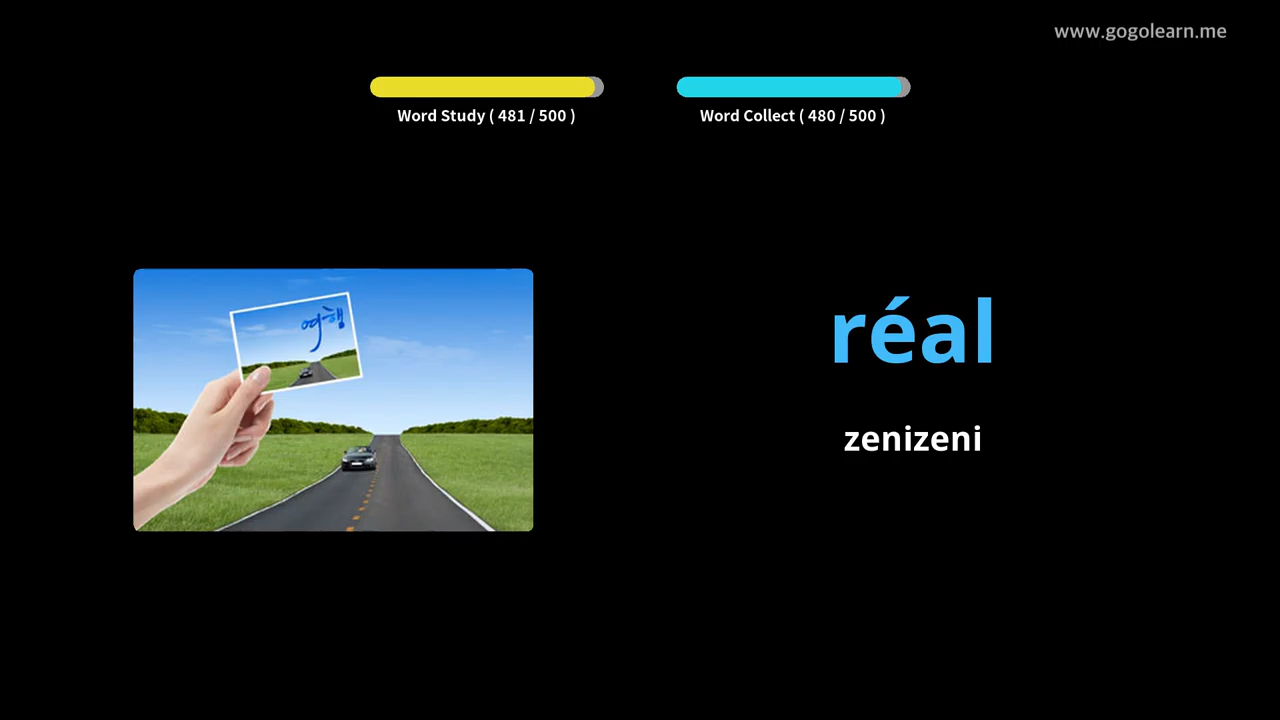 www.gogolearn.me
Word Study ( 481 / 500 )
Word Collect ( 480 / 500 )
여행
réal
zenizeni